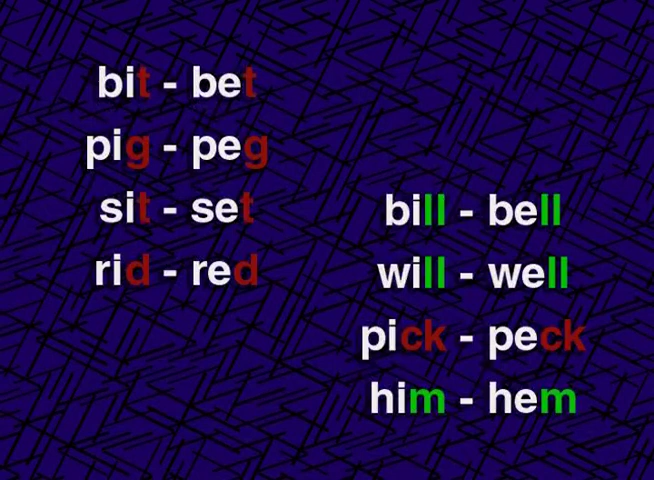 bit - bet
pig - peg
sit - set
rid - red
bill - bell
will - well
pick - peck
him - hem